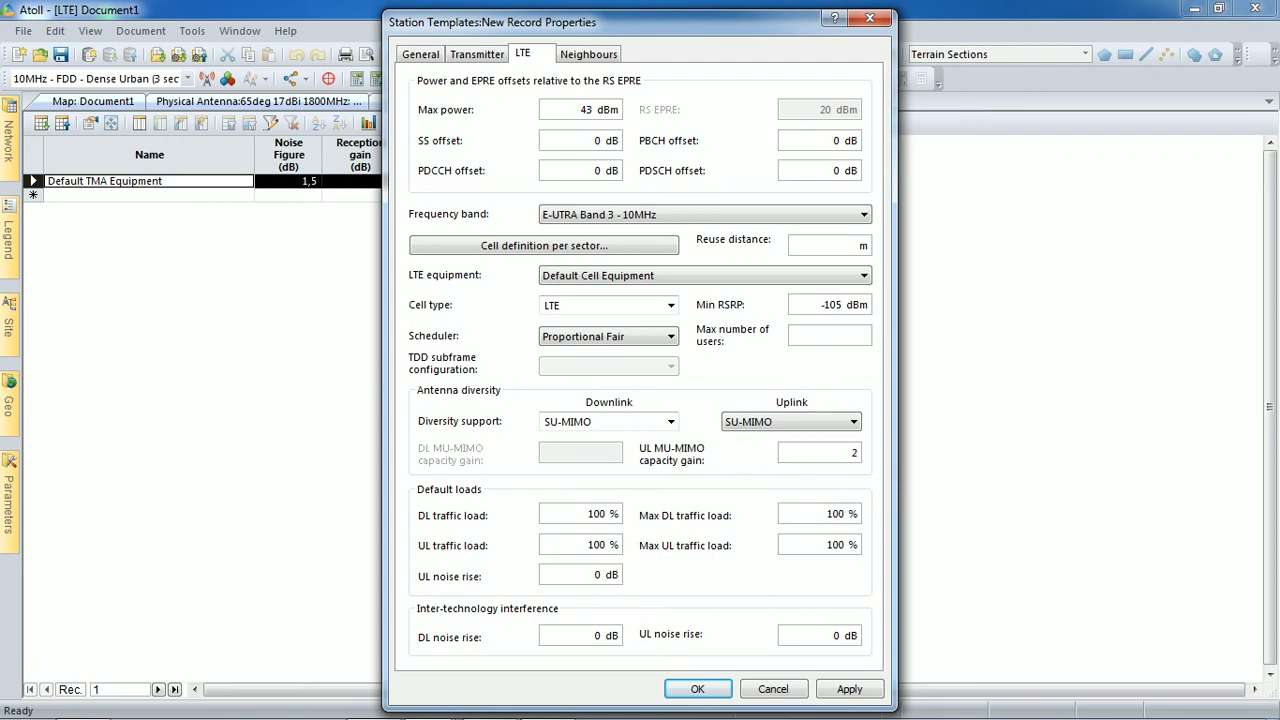 Atoll - [LTE] Document1
File Edit View Document Tools Window Help
Terrain Sections
10MHz - FDD - Dense Urban (3 sec
Map: Document1 Physical Antenna:65deg 17dBi 1800MHz: ...
Network
Legend
Site
Geo
Parameters
Name
Noise Figure (dB)
Reception gain (dB)
Default TMA Equipment 1,5
Station Templates:New Record Properties
General Transmitter LTE Neighbours
Power and EPRE offsets relative to the RS EPRE
Max power: 43 dBm RS EPRE: 20 dBm
SS offset: 0 dB PBCH offset: 0 dB
PDCCH offset: 0 dB PDSCH offset: 0 dB
Frequency band: E-UTRA Band 3 - 10MHz
Cell definition per sector... Reuse distance: m
LTE equipment: Default Cell Equipment
Cell type: LTE Min RSRP: -105 dBm
Scheduler: Proportional Fair Max number of users:
TDD subframe configuration:
Antenna diversity
Downlink Uplink
Diversity support: SU-MIMO SU-MIMO
DL MU-MIMO capacity gain: UL MU-MIMO capacity gain: 2
Default loads
DL traffic load: 100 % Max DL traffic load: 100 %
UL traffic load: 100 % Max UL traffic load: 100 %
UL noise rise: 0 dB
Inter-technology interference
DL noise rise: 0 dB UL noise rise: 0 dB
OK Cancel Apply
Rec. 1
Ready